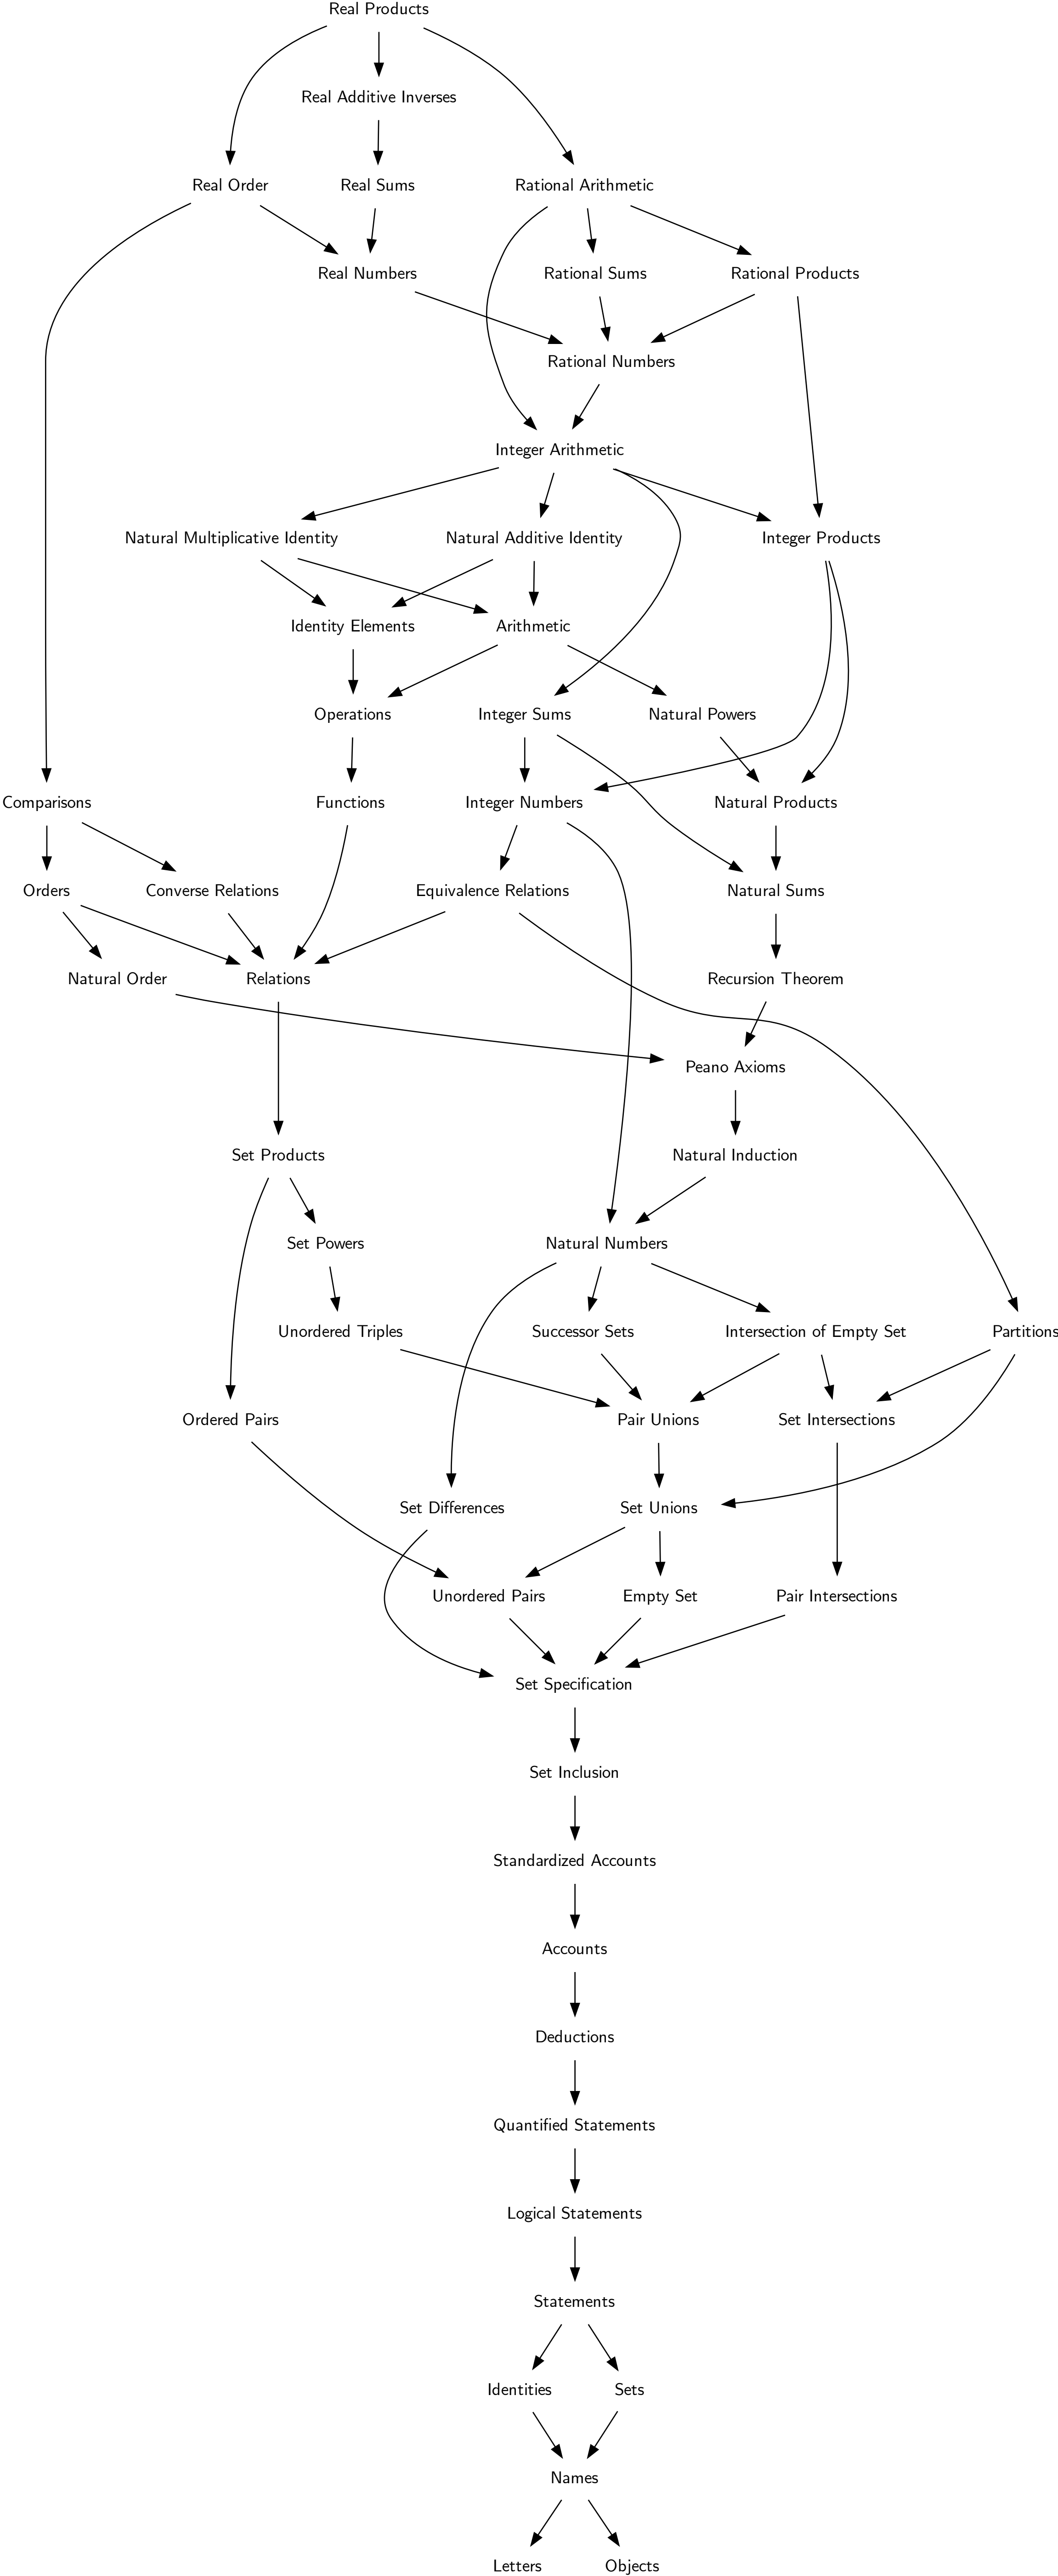 Real Products
Real Additive Inverses
Real Order
Real Sums
Rational Arithmetic
Real Numbers
Rational Sums
Rational Products
Rational Numbers
Integer Arithmetic
Natural Multiplicative Identity
Natural Additive Identity
Integer Products
Identity Elements
Arithmetic
Operations
Integer Sums
Natural Powers
Comparisons
Functions
Integer Numbers
Natural Products
Orders
Converse Relations
Equivalence Relations
Natural Sums
Natural Order
Relations
Recursion Theorem
Peano Axioms
Set Products
Natural Induction
Set Powers
Natural Numbers
Unordered Triples
Successor Sets
Intersection of Empty Set
Partitions
Ordered Pairs
Pair Unions
Set Intersections
Set Differences
Set Unions
Unordered Pairs
Empty Set
Pair Intersections
Set Specification
Set Inclusion
Standardized Accounts
Accounts
Deductions
Quantified Statements
Logical Statements
Statements
Identities
Sets
Names
Letters
Objects